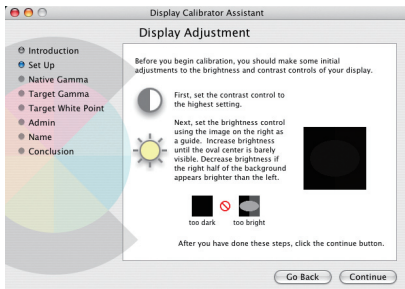 Display Calibrator Assistant
Display Adjustment
Introduction
Set Up
Native Gamma
Target Gamma
Target White Point
Admin
Name
Conclusion
Before you begin calibration, you should make some initial
adjustments to the brightness and contrast controls of your display.
First, set the contrast control to
the highest setting.
Next, set the brightness control
using the image on the right as
a guide. Increase brightness
until the oval center is barely
visible. Decrease brightness if
the right half of the background
appears brighter than the left.
too dark
too bright
After you have done these steps, click the continue button.
Go Back
Continue